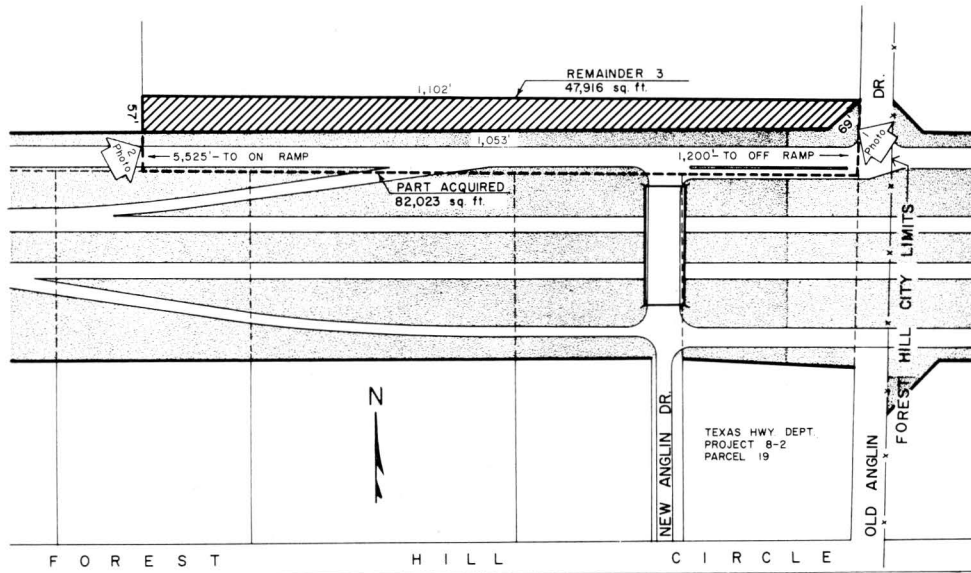 DR.
REMAINDER 3
47,916 sq. ft.
1,102'
57'
69'
1,053'
Photo 2
Photo 1
5,525'-TO ON RAMP
1,200'-TO OFF RAMP
PART ACQUIRED
82,023 sq. ft.
FOREST HILL CITY LIMITS
N
NEW ANGLIN DR.
TEXAS HWY. DEPT.
PROJECT 8-2
PARCEL 19
OLD ANGLIN
FOREST HILL CIRCLE